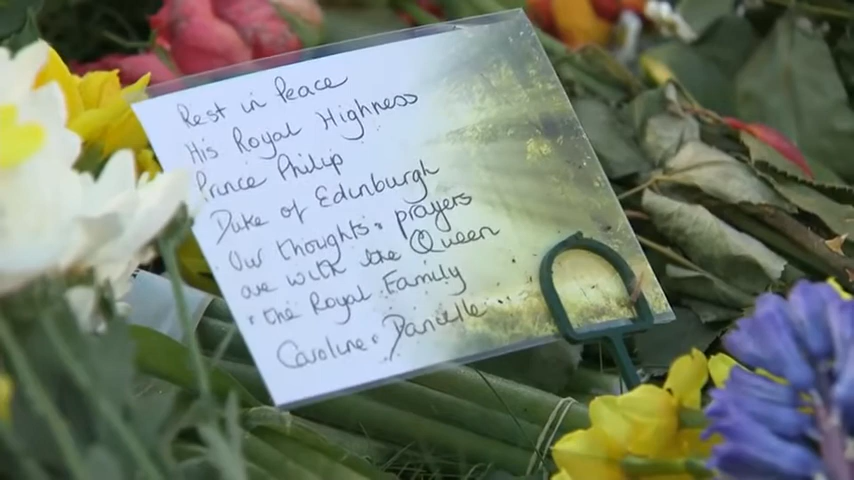 Rest in Peace
His Royal Highness
Prince Philip
Duke of Edinburgh
Our thoughts & prayers
are with the Queen
& the Royal Family
Caroline & Danielle